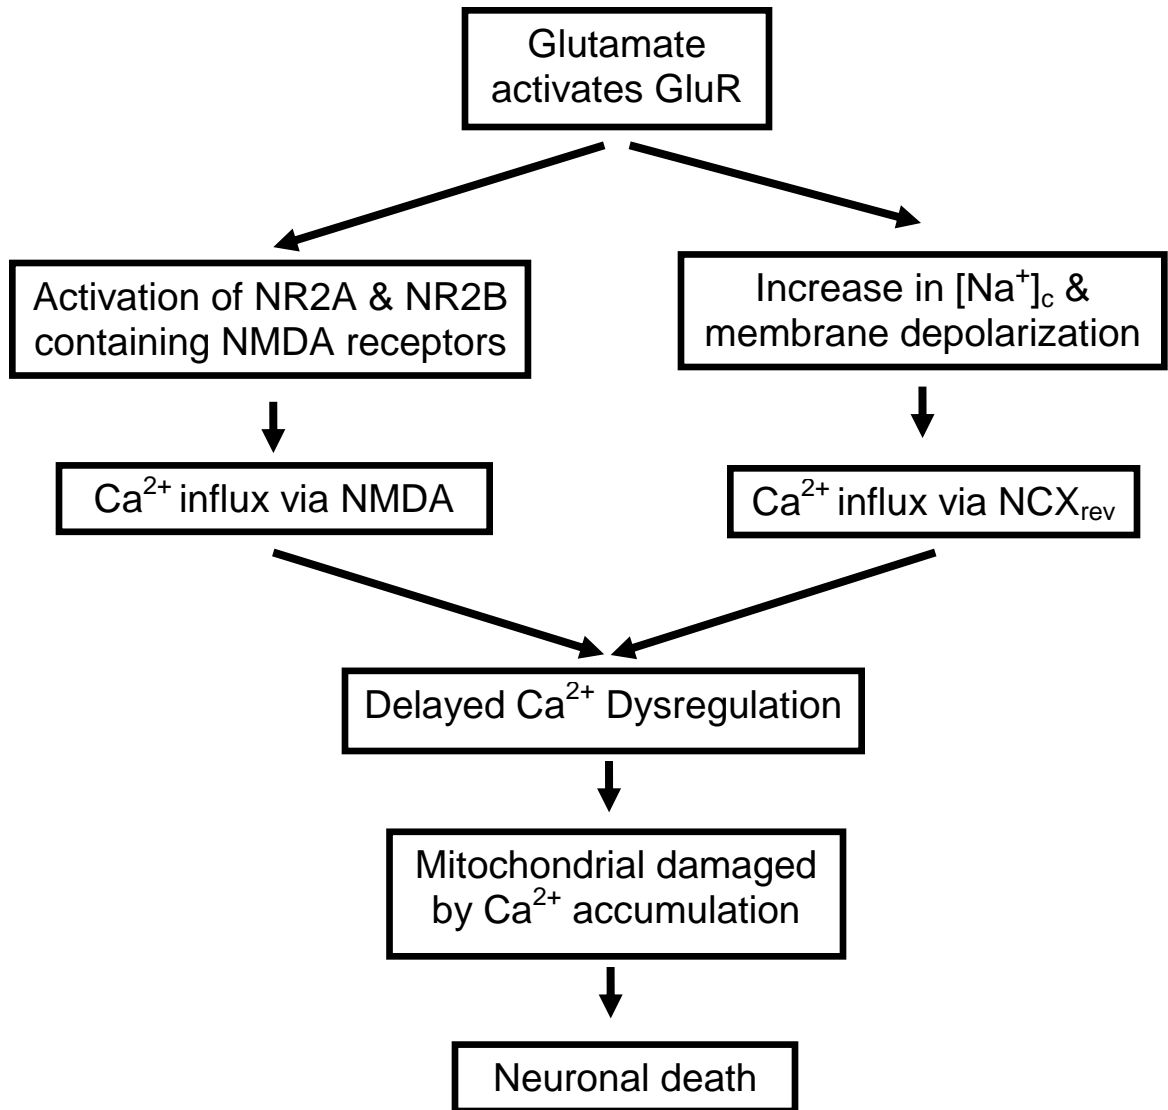 Glutamate
activates GluR
Activation of NR2A & NR2B
containing NMDA receptors
Increase in [Na⁺]c &
membrane depolarization
Ca²⁺ influx via NMDA
Ca²⁺ influx via NCXrev
Delayed Ca²⁺ Dysregulation
Mitochondrial damaged
by Ca²⁺ accumulation
Neuronal death